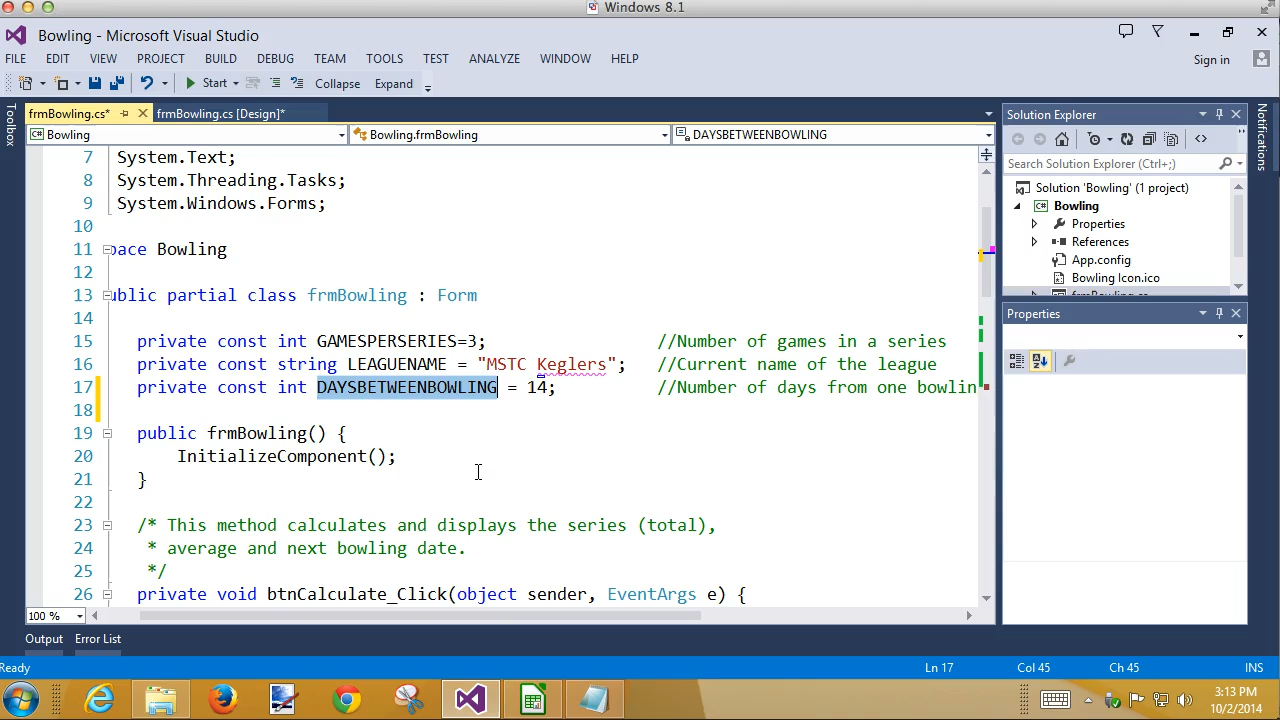 Windows 8.1
Bowling - Microsoft Visual Studio
FILE EDIT VIEW PROJECT BUILD DEBUG TEAM TOOLS TEST ANALYZE WINDOW HELP
Sign in
Start Collapse Expand
Toolbox
frmBowling.cs* frmBowling.cs [Design]*
Bowling Bowling.frmBowling DAYSBETWEENBOWLING
7 System.Text;
8 System.Threading.Tasks;
9 System.Windows.Forms;
10
11 pace Bowling
12
13 ublic partial class frmBowling : Form
14
15 private const int GAMESPERSERIES=3; //Number of games in a series
16 private const string LEAGUENAME = "MSTC Keglers"; //Current name of the league
17 private const int DAYSBETWEENBOWLING = 14; //Number of days from one bowlin
18
19 public frmBowling() {
20 InitializeComponent();
21 }
22
23 /* This method calculates and displays the series (total),
24 * average and next bowling date.
25 */
26 private void btnCalculate_Click(object sender, EventArgs e) {
100 %
Solution Explorer
Search Solution Explorer (Ctrl+;)
Solution 'Bowling' (1 project)
Bowling
Properties
References
App.config
Bowling Icon.ico
frmBowling.cs
Properties
Notifications
Output Error List
Ready Ln 17 Col 45 Ch 45 INS
3:13 PM
10/2/2014